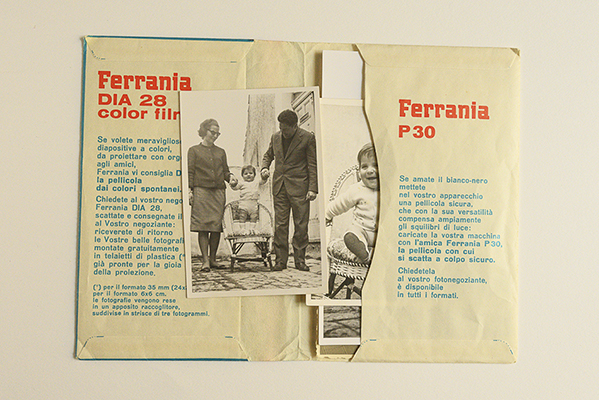 Ferrania
DIA 28
color
Se volete
diapositive a colori,
da proiettare con
agli amici,
Ferrania vi consiglia
la pellicola
dai colori spontanei.
Chiedete al vostro
Ferrania DIA 28,
scattate e consegnate
al Vostro negoziante:
riceverete di ritorno
le Vostre belle
montate gratuitamente
in telaietti di plastica (*)
già pronte per la gioia
della proiezione.
(*) per il formato 35 mm
per il formato 6x6 cm.
le fotografie vengono rese
in un apposito raccoglitore,
suddivise in strisce di tre fotogrammi.
Ferrania
P30
Se amate il bianco-nero
mettete
nel vostro apparecchio
una pellicola sicura,
che con la sua versatilità
compensa ampiamente
gli squilibri di luce:
caricate la vostra macchina
con l'amica Ferrania P30,
la pellicola con cui
si scatta a colpo sicuro.
Chiedetela
al vostro fotonegoziante,
è disponibile
in tutti i formati.